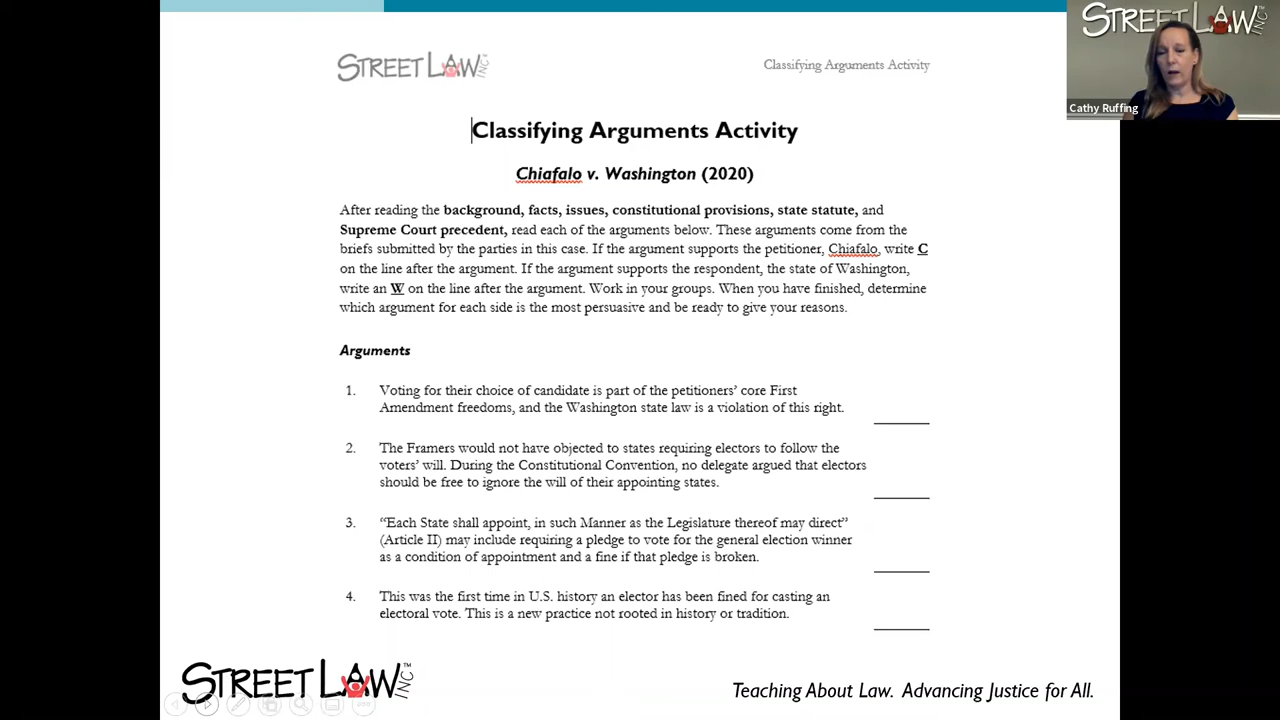 STREET LAW INC
Cathy Ruffing
STREET LAW INC™
Classifying Arguments Activity
Classifying Arguments Activity
Chiafalo v. Washington (2020)
After reading the background, facts, issues, constitutional provisions, state statute, and
Supreme Court precedent, read each of the arguments below. These arguments come from the
briefs submitted by the parties in this case. If the argument supports the petitioner, Chiafalo, write C
on the line after the argument. If the argument supports the respondent, the state of Washington,
write an W on the line after the argument. Work in your groups. When you have finished, determine
which argument for each side is the most persuasive and be ready to give your reasons.
Arguments
1. Voting for their choice of candidate is part of the petitioners' core First
Amendment freedoms, and the Washington state law is a violation of this right.
2. The Framers would not have objected to states requiring electors to follow the
voters' will. During the Constitutional Convention, no delegate argued that electors
should be free to ignore the will of their appointing states.
3. “Each State shall appoint, in such Manner as the Legislature thereof may direct”
(Article II) may include requiring a pledge to vote for the general election winner
as a condition of appointment and a fine if that pledge is broken.
4. This was the first time in U.S. history an elector has been fined for casting an
electoral vote. This is a new practice not rooted in history or tradition.
STREET LAW INC™
Teaching About Law. Advancing Justice for All.